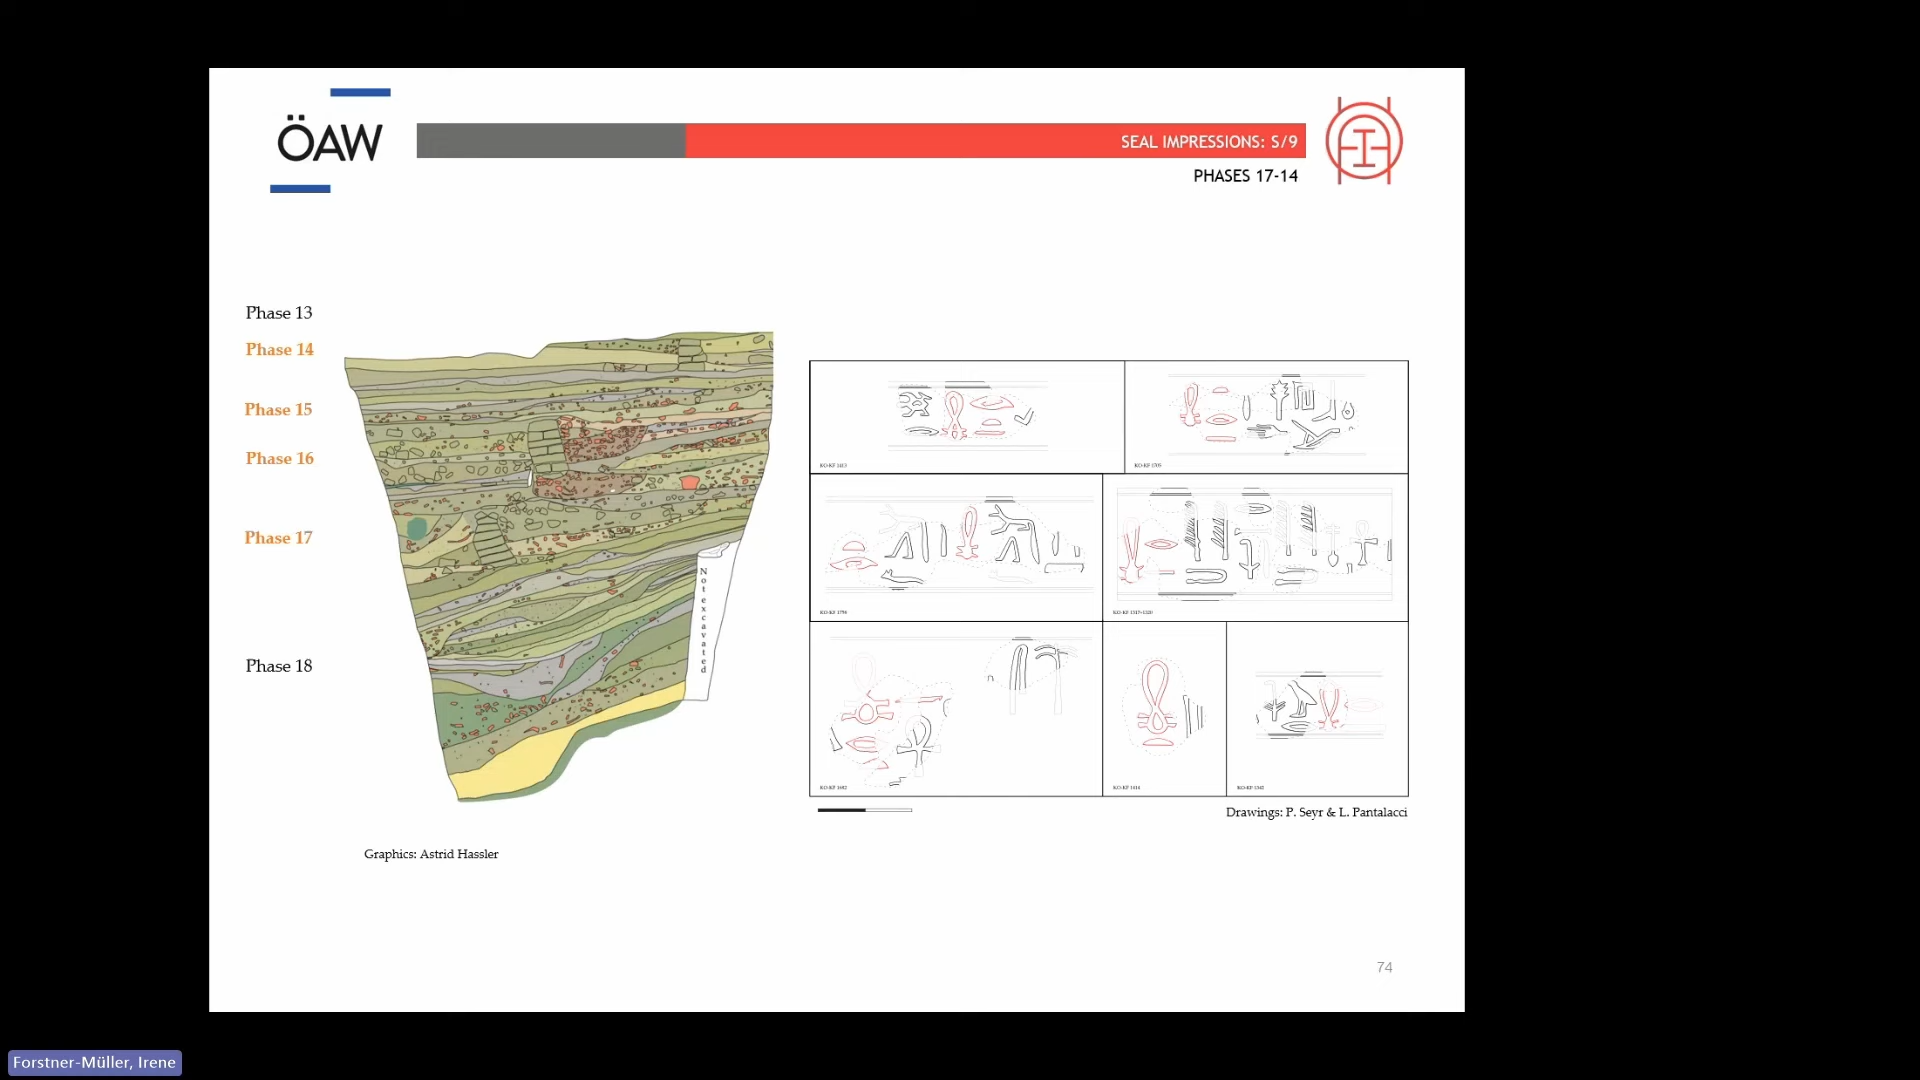 ÖAW
SEAL IMPRESSIONS: S/9
PHASES 17-14
Phase 13
Phase 14
Phase 15
Phase 16
Phase 17
Phase 18
Not excavated
Drawings: P. Seyr & L. Pantalacci
Graphics: Astrid Hassler
74
Forstner-Müller, Irene